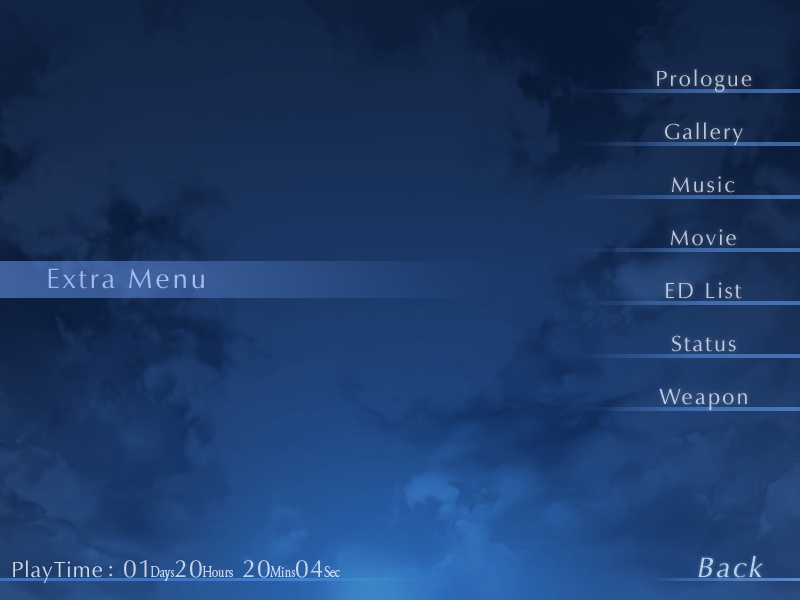 Prologue
Gallery
Music
Movie
Extra Menu
ED List
Status
Weapon
PlayTime : 01Days20Hours 20Mins04Sec
Back